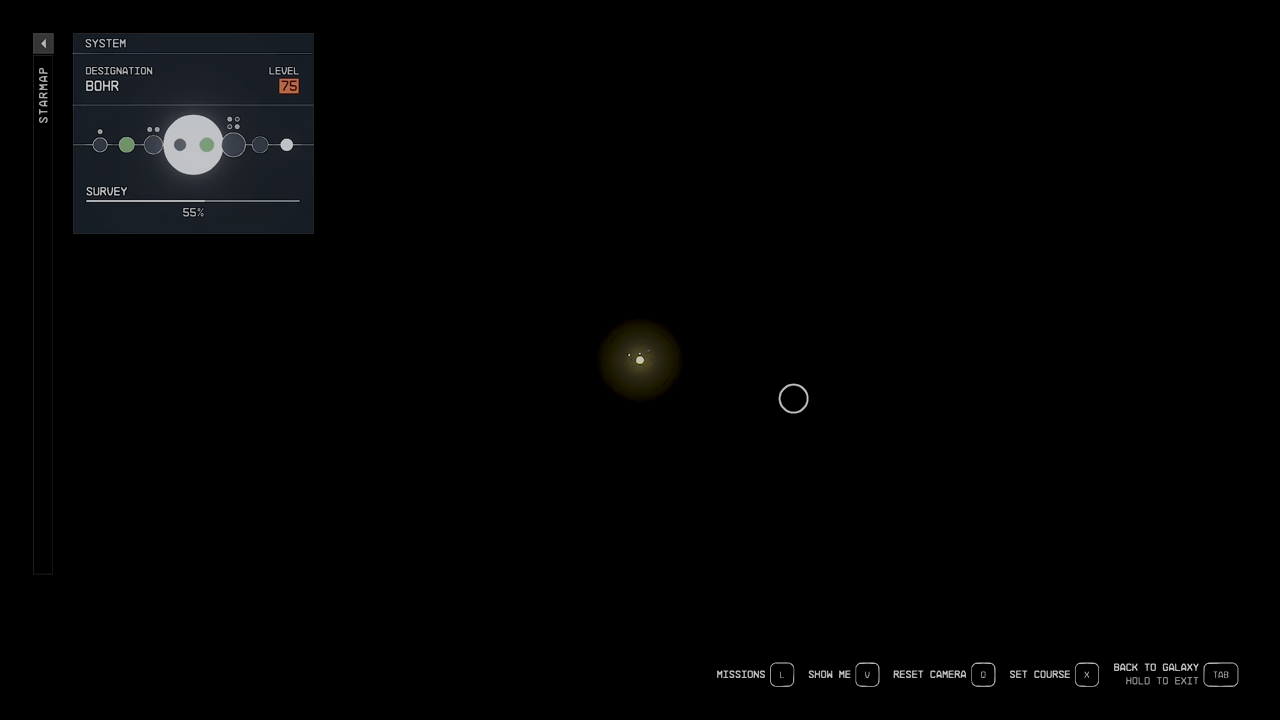 STARMAP
SYSTEM
DESIGNATION
BOHR
LEVEL
75
SURVEY
55%
MISSIONS L
SHOW ME V
RESET CAMERA Q
SET COURSE X
BACK TO GALAXY
HOLD TO EXIT
TAB